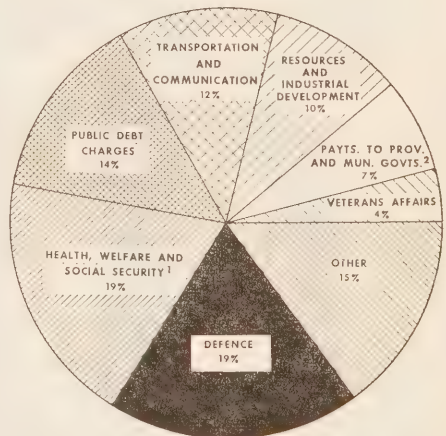 TRANSPORTATION
AND
COMMUNICATION
12%
RESOURCES
AND
INDUSTRIAL
DEVELOPMENT
10%
PAYTS. TO PROV.
AND MUN. GOVTS.²
7%
VETERANS AFFAIRS
4%
OTHER
15%
DEFENCE
19%
HEALTH, WELFARE AND
SOCIAL SECURITY¹
19%
PUBLIC DEBT
CHARGES
14%